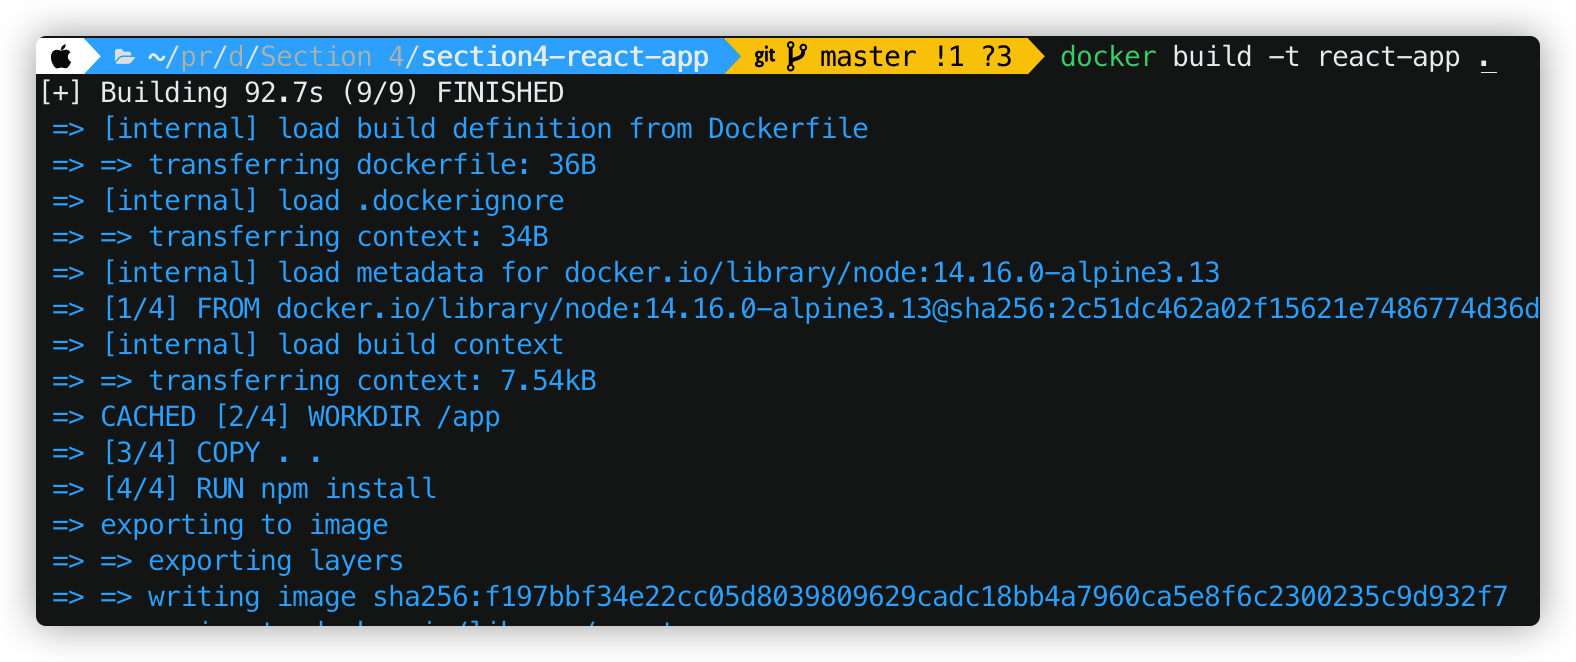 ~/pr/d/Section 4/section4-react-app git master !1 ?3 docker build -t react-app .
[+] Building 92.7s (9/9) FINISHED
=> [internal] load build definition from Dockerfile
=> => transferring dockerfile: 36B
=> [internal] load .dockerignore
=> => transferring context: 34B
=> [internal] load metadata for docker.io/library/node:14.16.0-alpine3.13
=> [1/4] FROM docker.io/library/node:14.16.0-alpine3.13@sha256:2c51dc462a02f15621e7486774d36d
=> [internal] load build context
=> => transferring context: 7.54kB
=> CACHED [2/4] WORKDIR /app
=> [3/4] COPY . .
=> [4/4] RUN npm install
=> exporting to image
=> => exporting layers
=> => writing image sha256:f197bbf34e22cc05d8039809629cadc18bb4a7960ca5e8f6c2300235c9d932f7